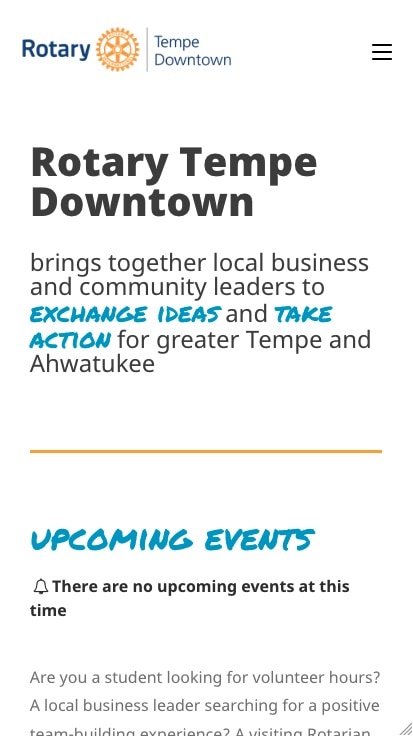 Rotary Tempe Downtown
Rotary Tempe
Downtown
brings together local business
and community leaders to
EXCHANGE IDEAS and TAKE
ACTION for greater Tempe and
Ahwatukee
UPCOMING EVENTS
There are no upcoming events at this
time
Are you a student looking for volunteer hours?
A local business leader searching for a positive
team-building experience? A visiting Rotarian